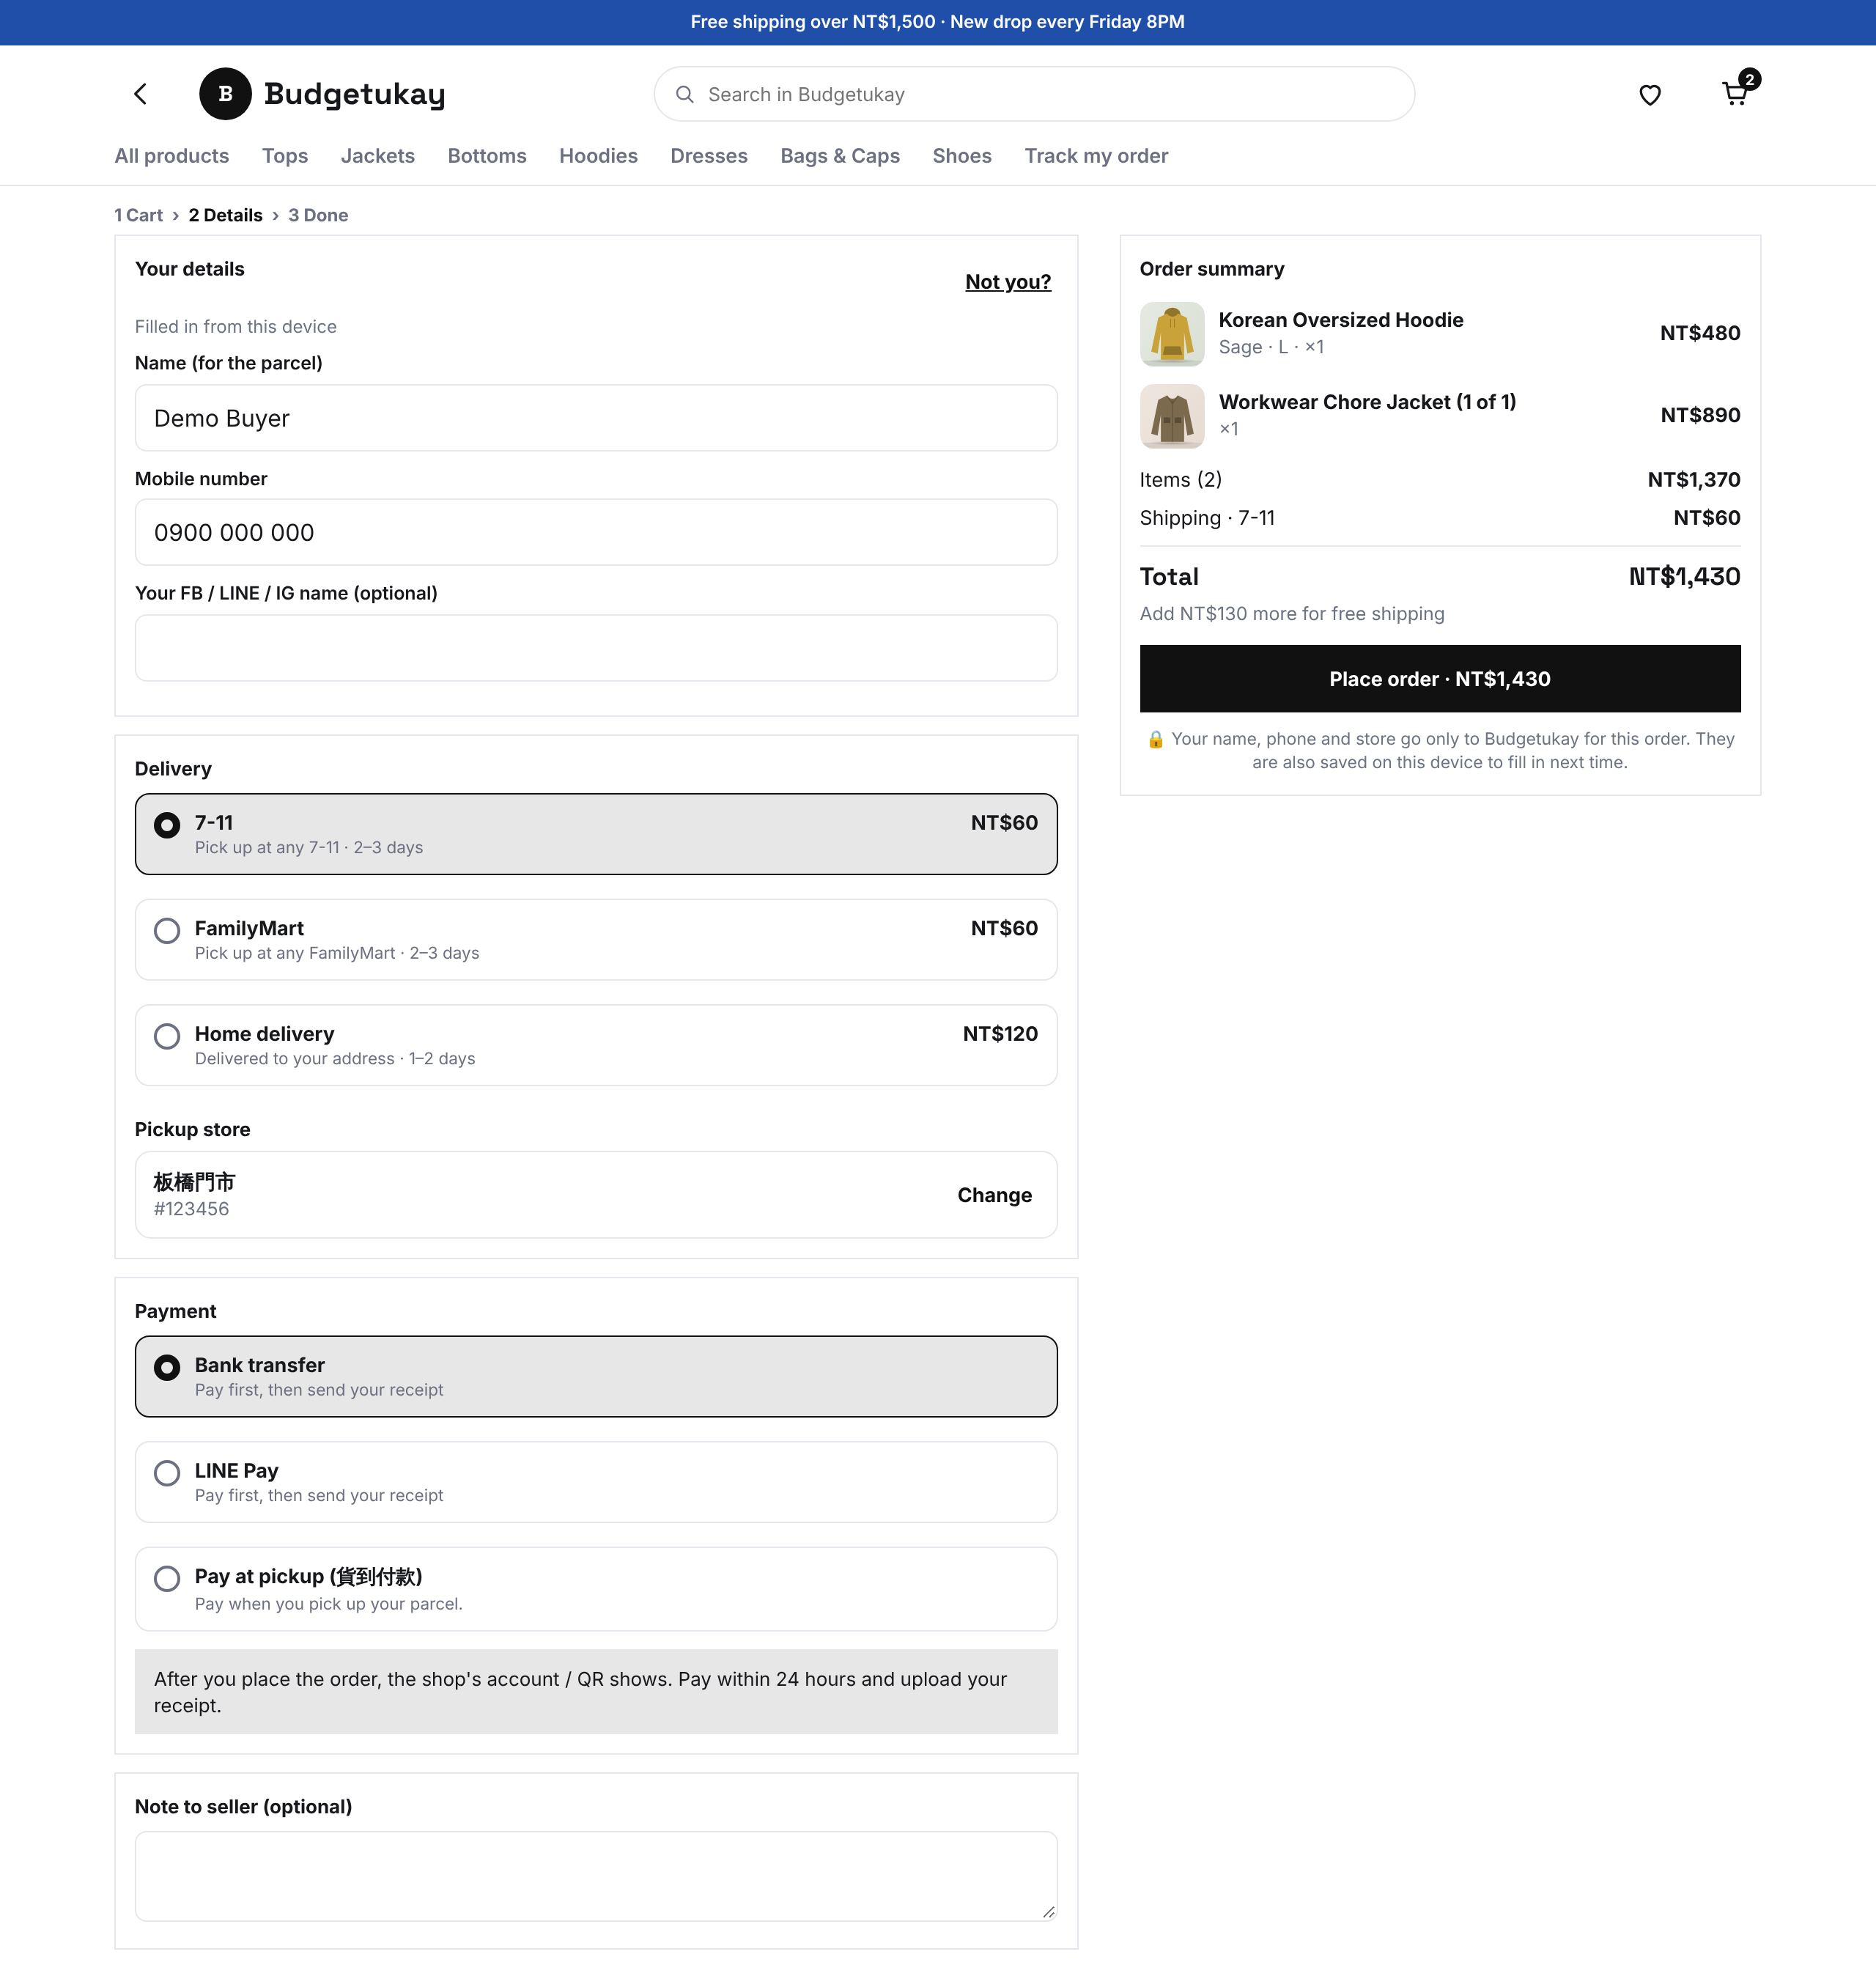 Free shipping over NT$1,500 · New drop every Friday 8PM
B
Budgetukay
Search in Budgetukay
2
All products
Tops
Jackets
Bottoms
Hoodies
Dresses
Bags & Caps
Shoes
Track my order
1 Cart › 2 Details › 3 Done
Your details
Not you?
Filled in from this device
Name (for the parcel)
Demo Buyer
Mobile number
0900 000 000
Your FB / LINE / IG name (optional)
Delivery
7-11
NT$60
Pick up at any 7-11 · 2–3 days
FamilyMart
NT$60
Pick up at any FamilyMart · 2–3 days
Home delivery
NT$120
Delivered to your address · 1–2 days
Pickup store
板橋門市
#123456
Change
Payment
Bank transfer
Pay first, then send your receipt
LINE Pay
Pay first, then send your receipt
Pay at pickup (貨到付款)
Pay when you pick up your parcel.
After you place the order, the shop's account / QR shows. Pay within 24 hours and upload your
receipt.
Note to seller (optional)
Order summary
Korean Oversized Hoodie
Sage · L · ×1
NT$480
Workwear Chore Jacket (1 of 1)
×1
NT$890
Items (2)
NT$1,370
Shipping · 7-11
NT$60
Total
NT$1,430
Add NT$130 more for free shipping
Place order · NT$1,430
🔒 Your name, phone and store go only to Budgetukay for this order. They
are also saved on this device to fill in next time.